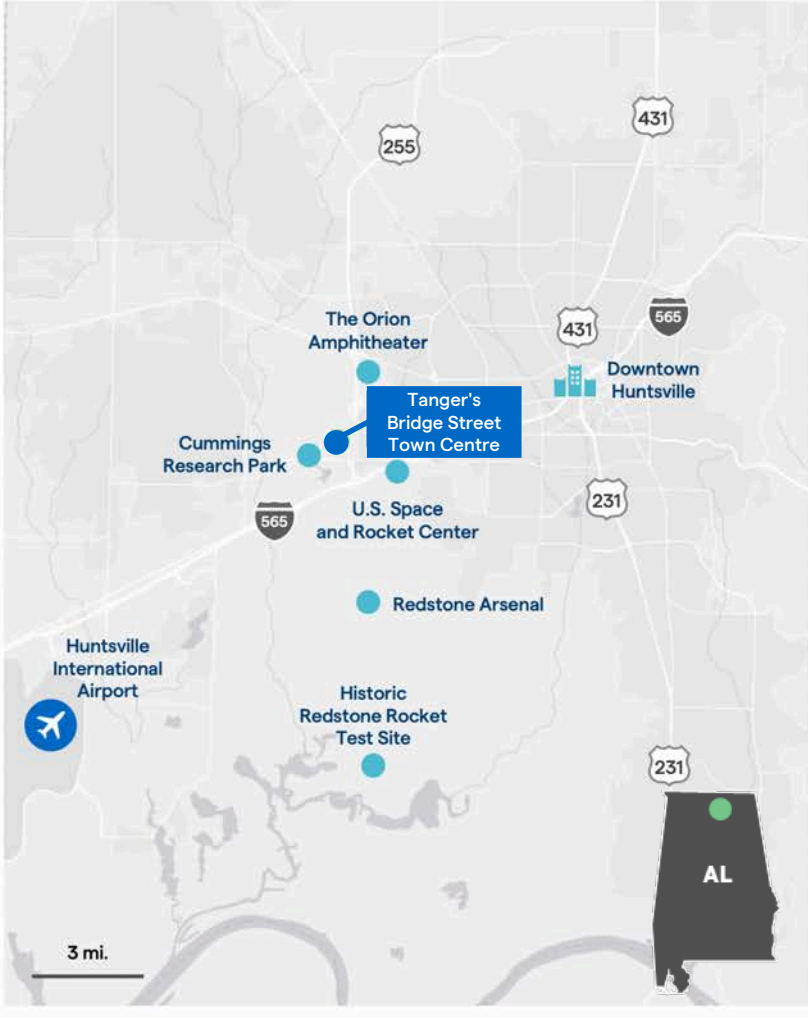 431
255
The Orion
Amphitheater
431
565
Downtown
Huntsville
Tanger's
Bridge Street
Town Centre
Cummings
Research Park
U.S. Space
and Rocket Center
231
565
Redstone Arsenal
Huntsville
International
Airport
Historic
Redstone Rocket
Test Site
231
AL
3 mi.